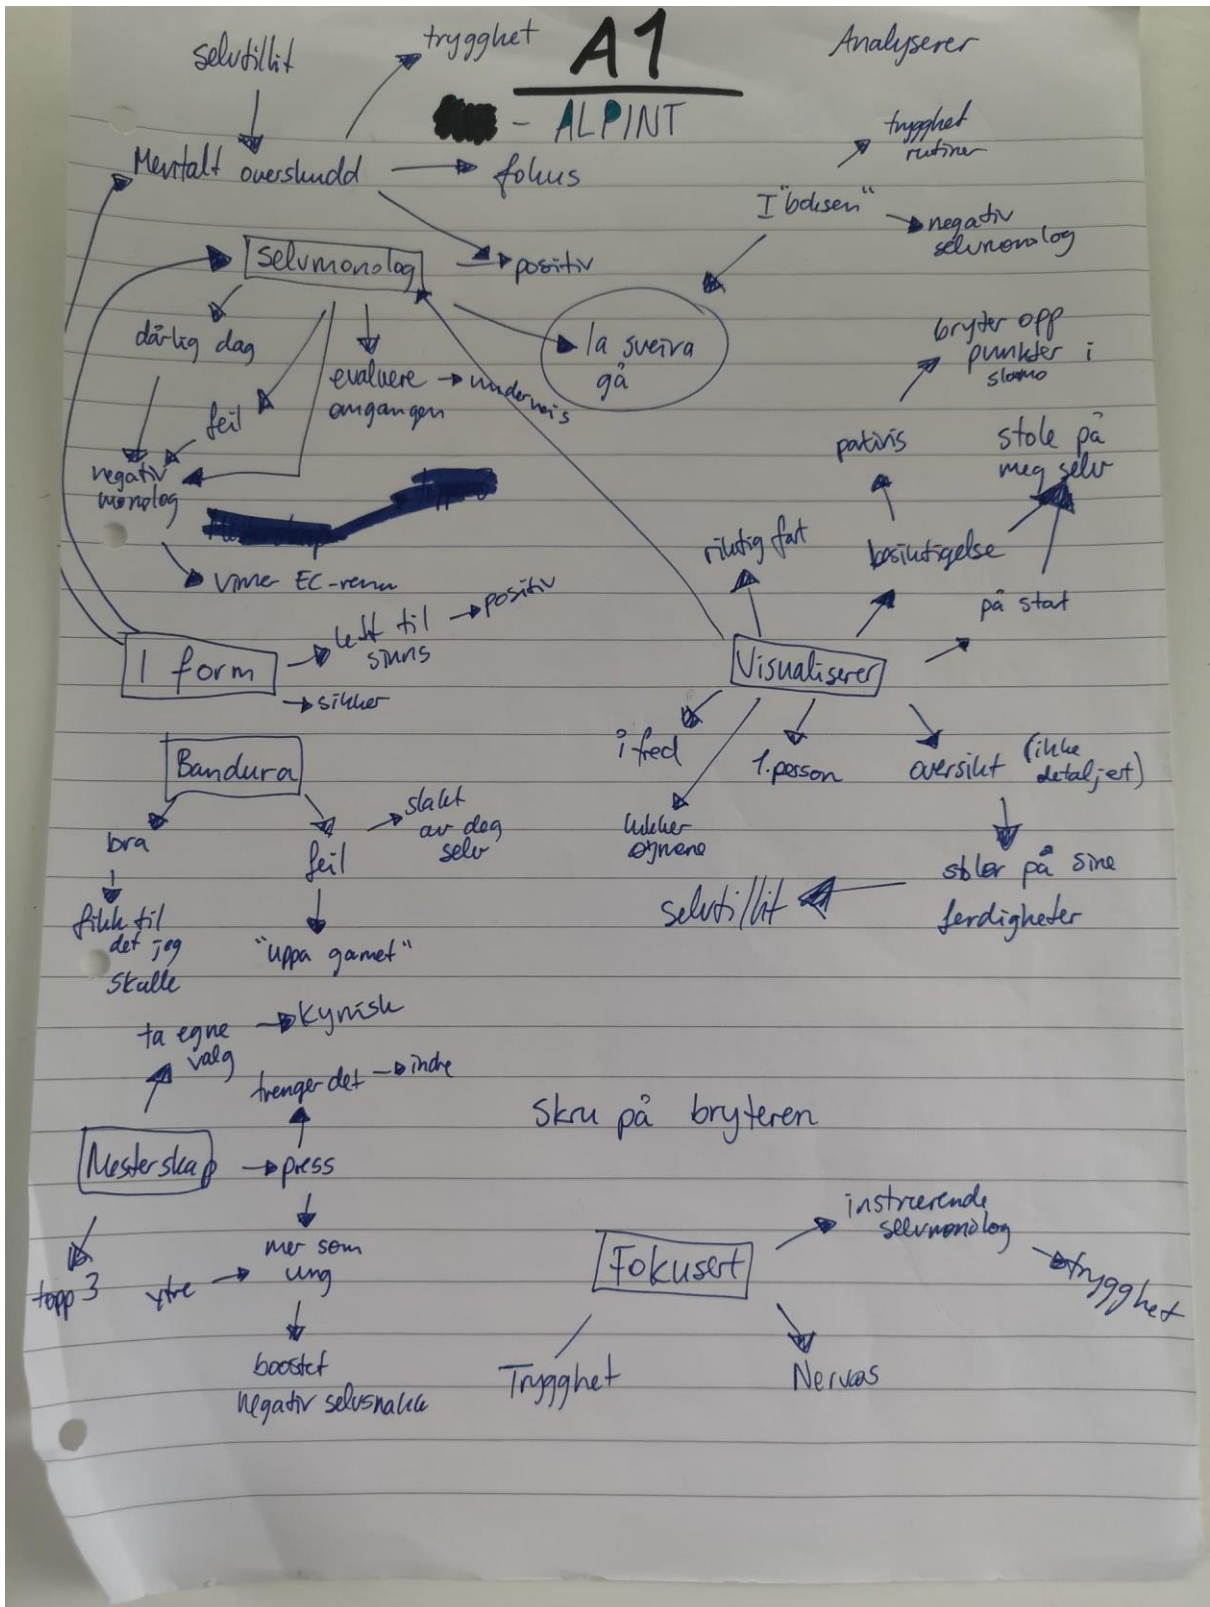 A1
- ALPINT
selvtillit
trygghet
Analyserer
Mentalt overskudd
fokus
trygghet
rutiner
I "boksen"
negativ
selvmonolog
selvmonolog
positiv
dårlig dag
la sveiva
gå
evaluere
omgangen
underveis
feil
negativ
monolog
vinner EC-renn
bryter opp
punkter i
slomo
partivis
stole på
meg selv
riktig fart
besiktigelse
på start
I form
lett til
sinns
positiv
sikker
Visualiserer
i fred
1. person
oversikt (ikke
detaljert)
lukker
øynene
stoler på sine
ferdigheter
selvtillit
Bandura
bra
feil
av deg
selv
fikk til
det jeg
skulle
"uppa gamet"
ta egne
valg
kynisk
trenger det
indre
Skru på bryteren
Mesterskap
press
topp 3
ytre
mer som
ung
boostet
negativ selvsnakk
Fokusert
instruerende
selvmonolog
trygghet
Trygghet
Nervøs